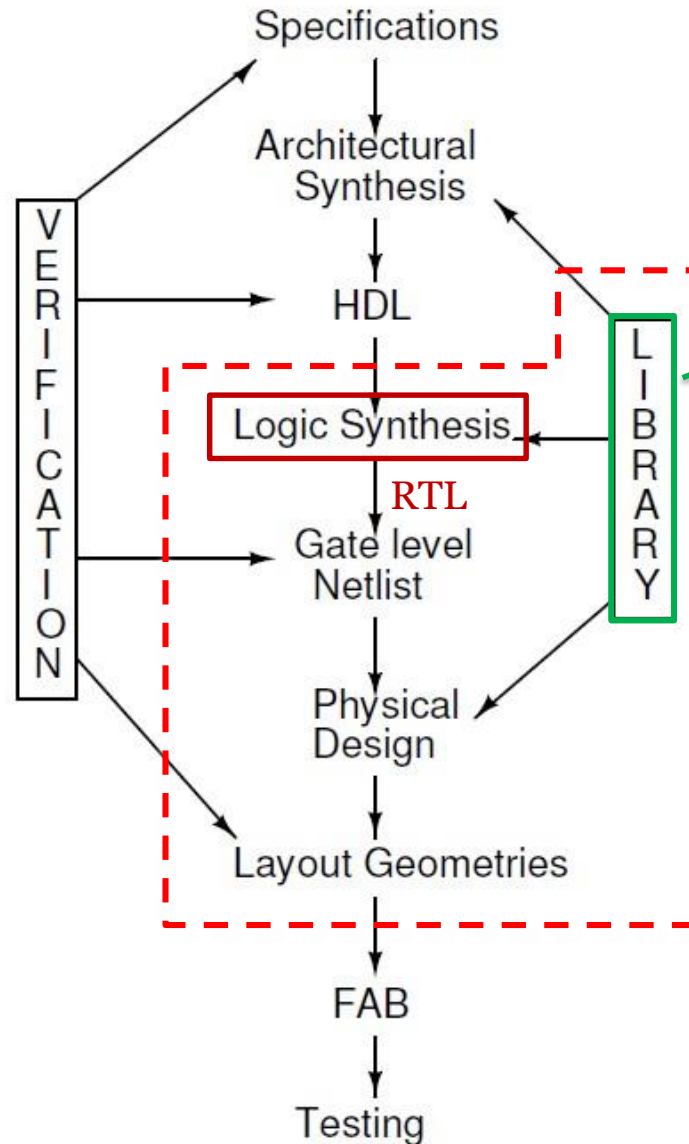 Specifications
Architectural
Synthesis
VERIFICATION
HDL
LIBRARY
Logic Synthesis
RTL
Gate level
Netlist
Physical
Design
Layout Geometries
FAB
Testing